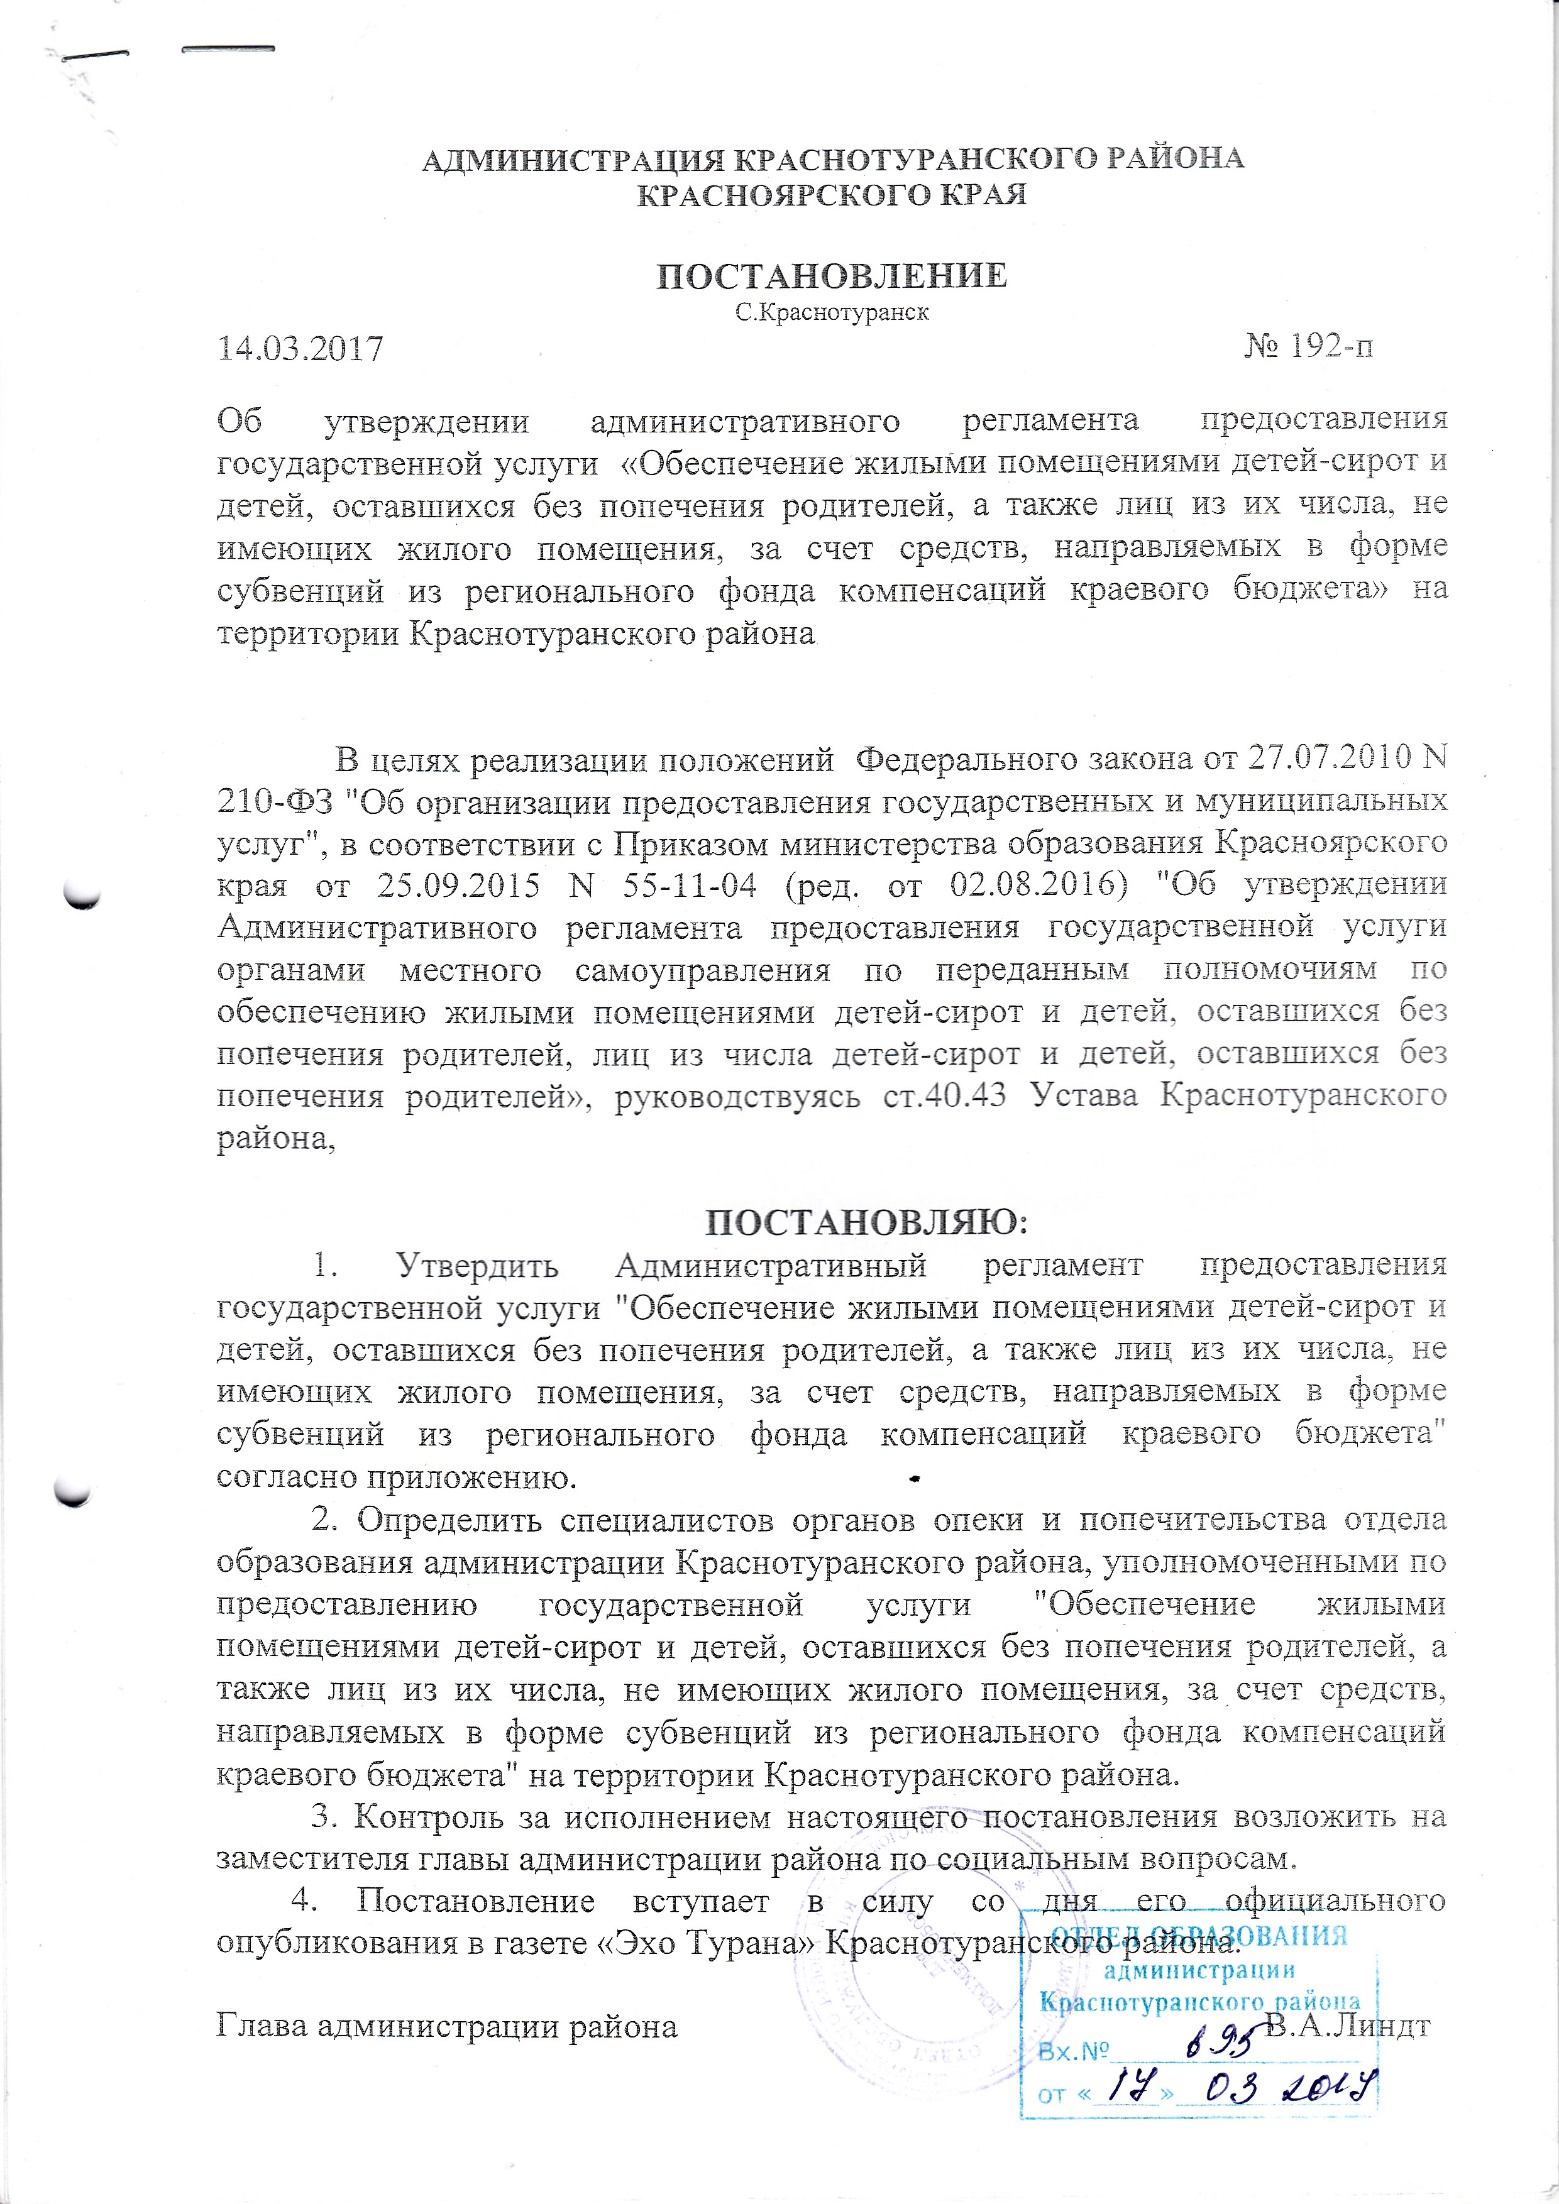 АДМИНИСТРАЦИЯ КРАСНОТУРАНСКОГО РАЙОНА
КРАСНОЯРСКОГО КРАЯ
ПОСТАНОВЛЕНИЕ
С.Краснотуранск
14.03.2017 № 192-п
Об утверждении административного регламента предоставления
государственной услуги «Обеспечение жилыми помещениями детей-сирот и
детей, оставшихся без попечения родителей, а также лиц из их числа, не
имеющих жилого помещения, за счет средств, направляемых в форме
субвенций из регионального фонда компенсаций краевого бюджета» на
территории Краснотуранского района
В целях реализации положений Федерального закона от 27.07.2010 N
210-ФЗ "Об организации предоставления государственных и муниципальных
услуг", в соответствии с Приказом министерства образования Красноярского
края от 25.09.2015 N 55-11-04 (ред. от 02.08.2016) "Об утверждении
Административного регламента предоставления государственной услуги
органами местного самоуправления по переданным полномочиям по
обеспечению жилыми помещениями детей-сирот и детей, оставшихся без
попечения родителей, лиц из числа детей-сирот и детей, оставшихся без
попечения родителей», руководствуясь ст.40.43 Устава Краснотуранского
района,
ПОСТАНОВЛЯЮ:
1. Утвердить Административный регламент предоставления
государственной услуги "Обеспечение жилыми помещениями детей-сирот и
детей, оставшихся без попечения родителей, а также лиц из их числа, не
имеющих жилого помещения, за счет средств, направляемых в форме
субвенций из регионального фонда компенсаций краевого бюджета"
согласно приложению.
2. Определить специалистов органов опеки и попечительства отдела
образования администрации Краснотуранского района, уполномоченными по
предоставлению государственной услуги "Обеспечение жилыми
помещениями детей-сирот и детей, оставшихся без попечения родителей, а
также лиц из их числа, не имеющих жилого помещения, за счет средств,
направляемых в форме субвенций из регионального фонда компенсаций
краевого бюджета" на территории Краснотуранского района.
3. Контроль за исполнением настоящего постановления возложить на
заместителя главы администрации района по социальным вопросам.
4. Постановление вступает в силу со дня его официального
опубликования в газете «Эхо Турана» Краснотуранского района.
ОТДЕЛ ОБРАЗОВАНИЯ
администрации
Краснотуранского района
Глава администрации района В.А.Линдт
Вх.№ 695
от «17» 03 2017